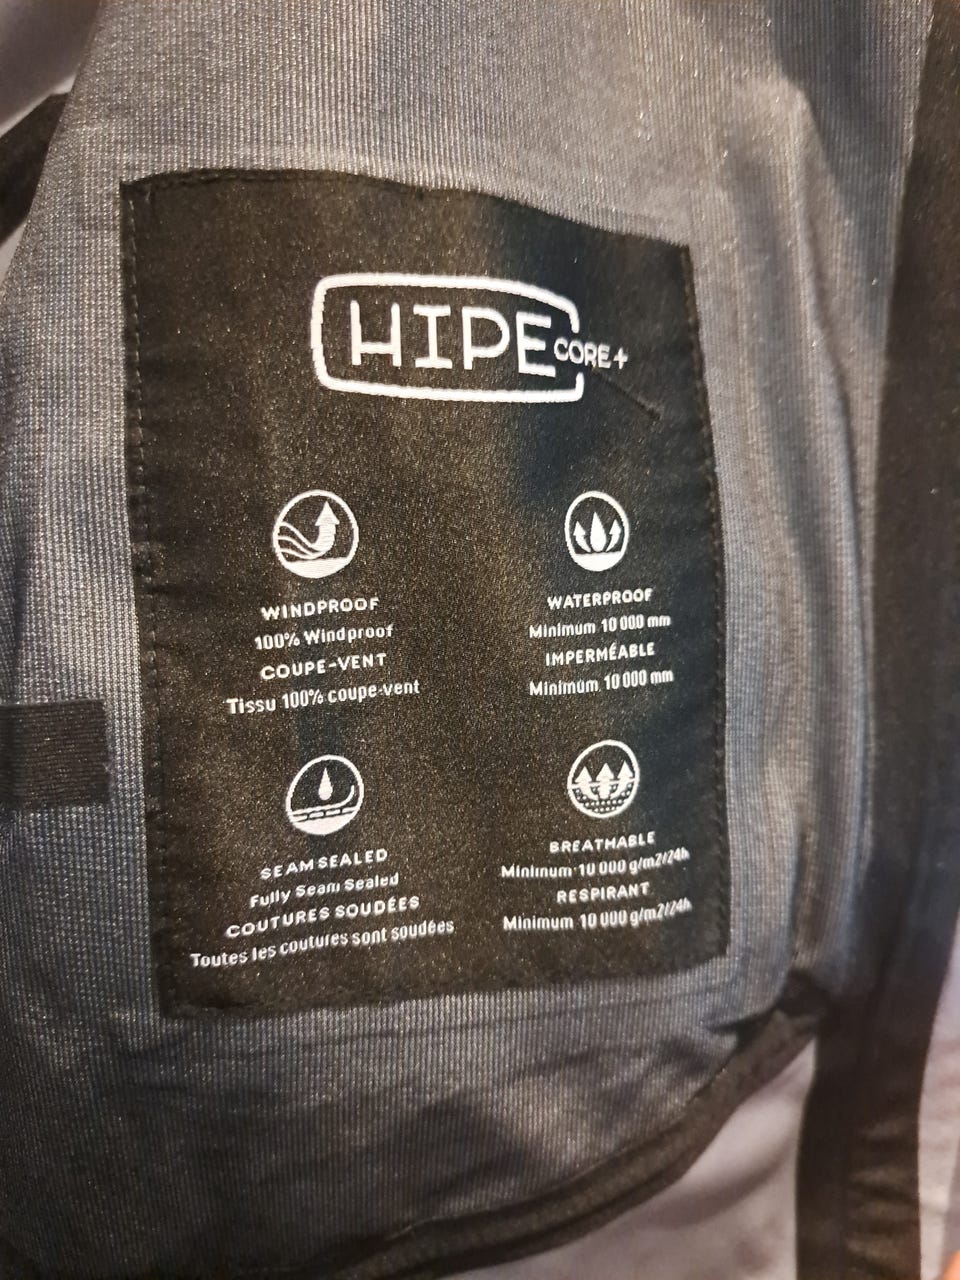 HIPE CORE+
WINDPROOF
100% Windproof
COUPE-VENT
Tissu 100% coupe-vent
WATERPROOF
Minimum 10 000 mm
IMPERMÉABLE
Minimum 10 000 mm
SEAM SEALED
Fully Seam Sealed
COUTURES SOUDÉES
Toutes les coutures sont soudées
BREATHABLE
Minimum 10 000 g/m2/24h
RESPIRANT
Minimum 10 000 g/m2/24h